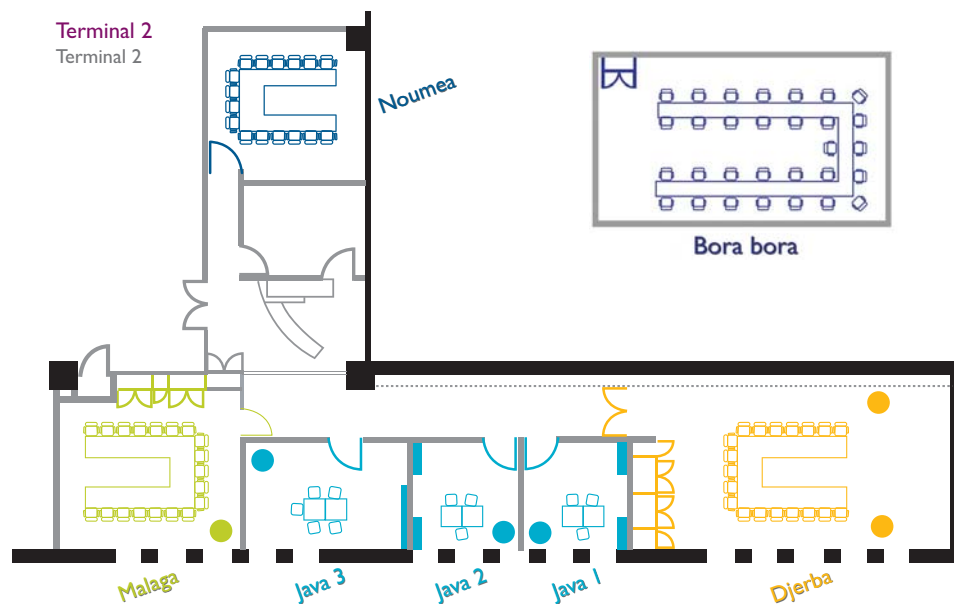 Terminal 2
Terminal 2
Noumea
Bora bora
Malaga
Java 3
Java 2
Java 1
Djerba